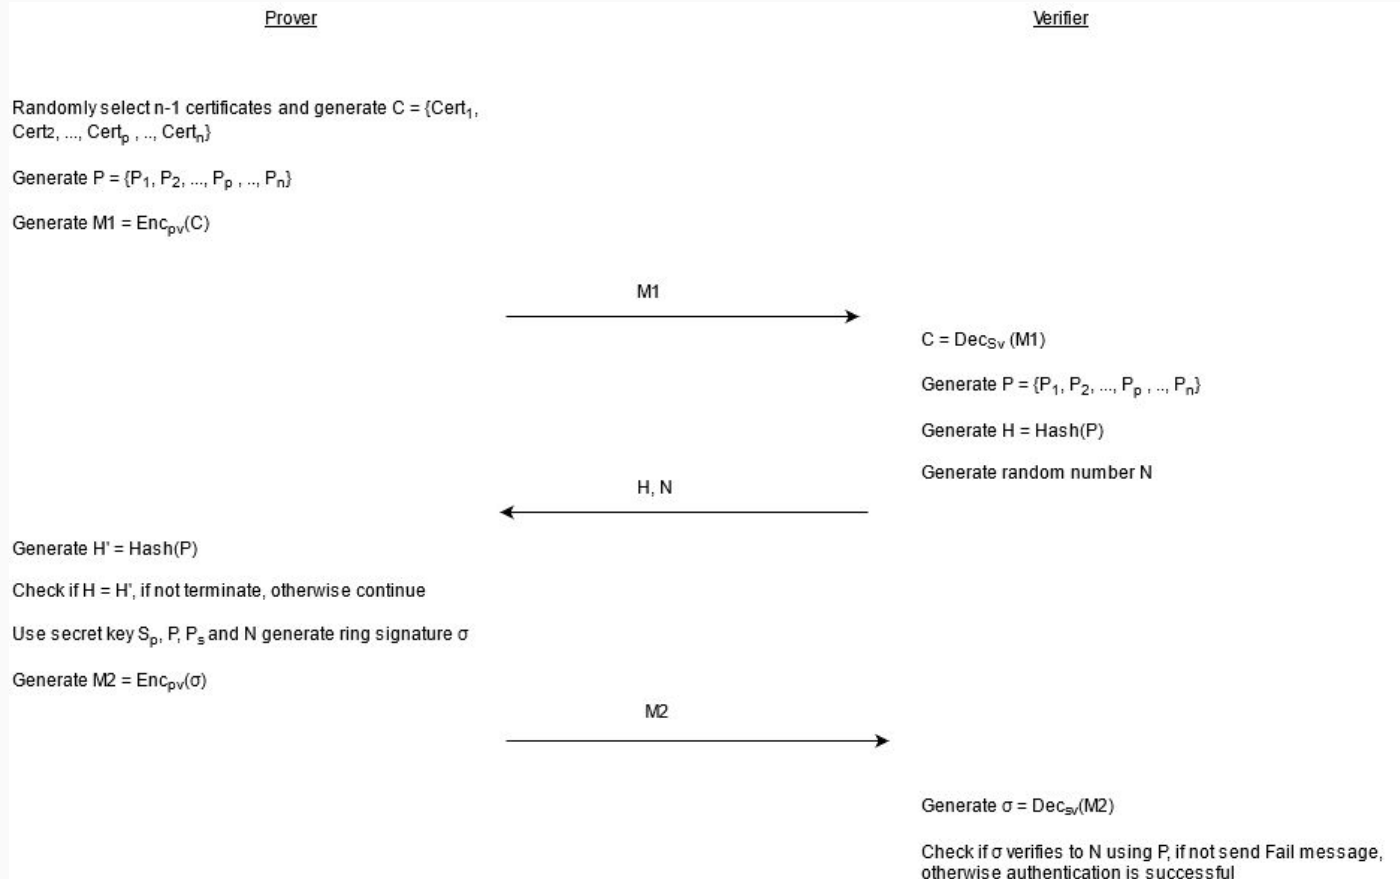 Prover
Verifier
Randomly select n-1 certificates and generate C = {Cert₁,
Cert2, ..., Certₚ , .., Certₙ}
Generate P = {P₁, P₂, ..., Pₚ , .., Pₙ}
Generate M1 = Encₚᵥ(C)
M1
C = Dec_Sv (M1)
Generate P = {P₁, P₂, ..., Pₚ , .., Pₙ}
Generate H = Hash(P)
Generate random number N
H, N
Generate H' = Hash(P)
Check if H = H', if not terminate, otherwise continue
Use secret key Sₚ, P, Pₛ and N generate ring signature σ
Generate M2 = Encₚᵥ(σ)
M2
Generate σ = Decₛᵥ(M2)
Check if σ verifies to N using P, if not send Fail message,
otherwise authentication is successful